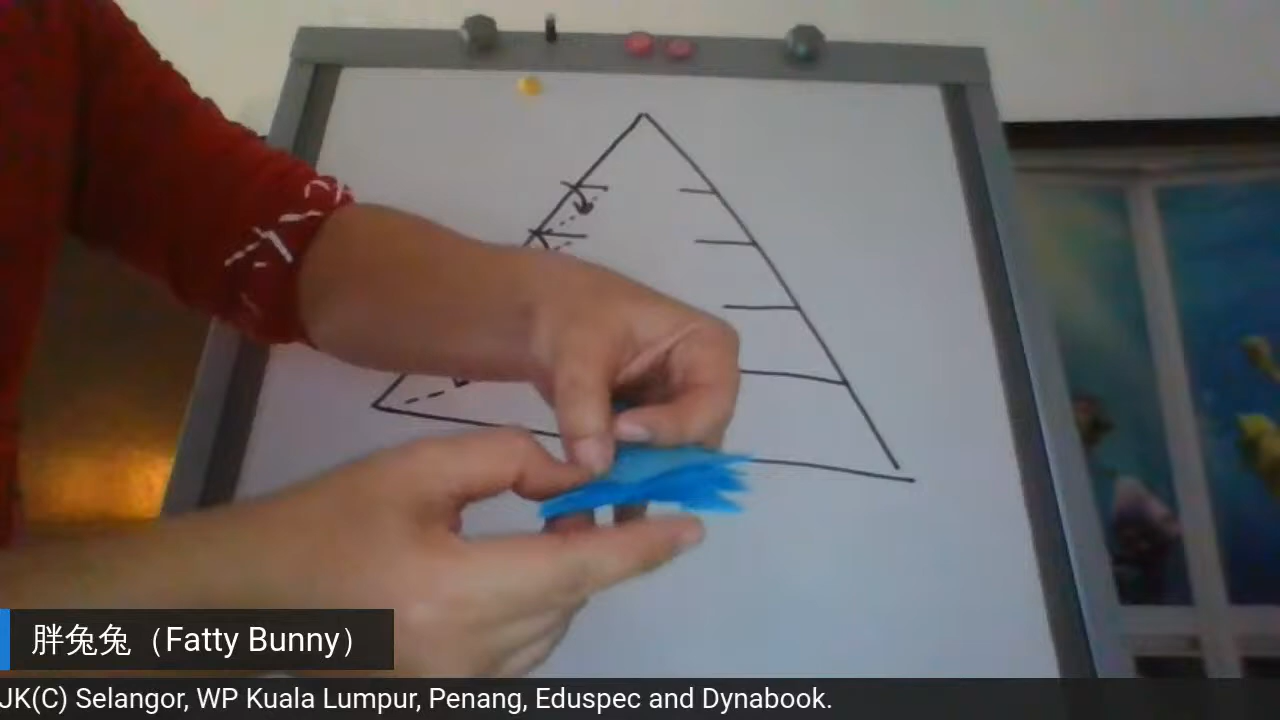 胖兔兔（Fatty Bunny）
JK(C) Selangor, WP Kuala Lumpur, Penang, Eduspec and Dynabook.